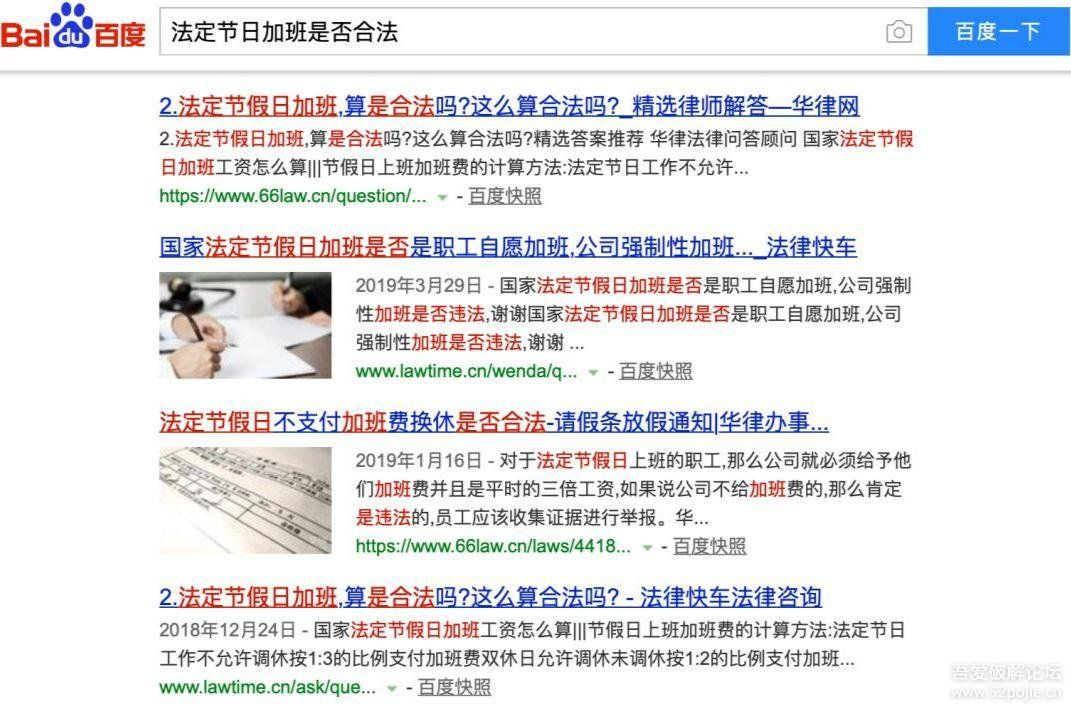 Bai du 百度 法定节日加班是否合法 百度一下
2.法定节假日加班,算是合法吗?这么算合法吗?_精选律师解答—华律网
2.法定节假日加班,算是合法吗?这么算合法吗?精选答案推荐 华律法律问答顾问 国家法定节假
日加班工资怎么算|||节假日上班加班费的计算方法:法定节日工作不允许...
https://www.66law.cn/question/... - 百度快照
国家法定节假日加班是否是职工自愿加班,公司强制性加班..._法律快车
2019年3月29日 - 国家法定节假日加班是否是职工自愿加班,公司强制
性加班是否违法,谢谢国家法定节假日加班是否是职工自愿加班,公司
强制性加班是否违法,谢谢 ...
www.lawtime.cn/wenda/q... - 百度快照
法定节假日不支付加班费换休是否合法-请假条放假通知|华律办事...
2019年1月16日 - 对于法定节假日上班的职工,那么公司就必须给予他
们加班费并且是平时的三倍工资,如果说公司不给加班费的,那么肯定
是违法的,员工应该收集证据进行举报。华...
https://www.66law.cn/laws/4418... - 百度快照
2.法定节假日加班,算是合法吗?这么算合法吗? - 法律快车法律咨询
2018年12月24日 - 国家法定节假日加班工资怎么算|||节假日上班加班费的计算方法:法定节日
工作不允许调休按1:3的比例支付加班费双休日允许调休未调休按1:2的比例支付加班...
www.lawtime.cn/ask/que... - 百度快照
吾爱破解论坛
www.52pojie.cn